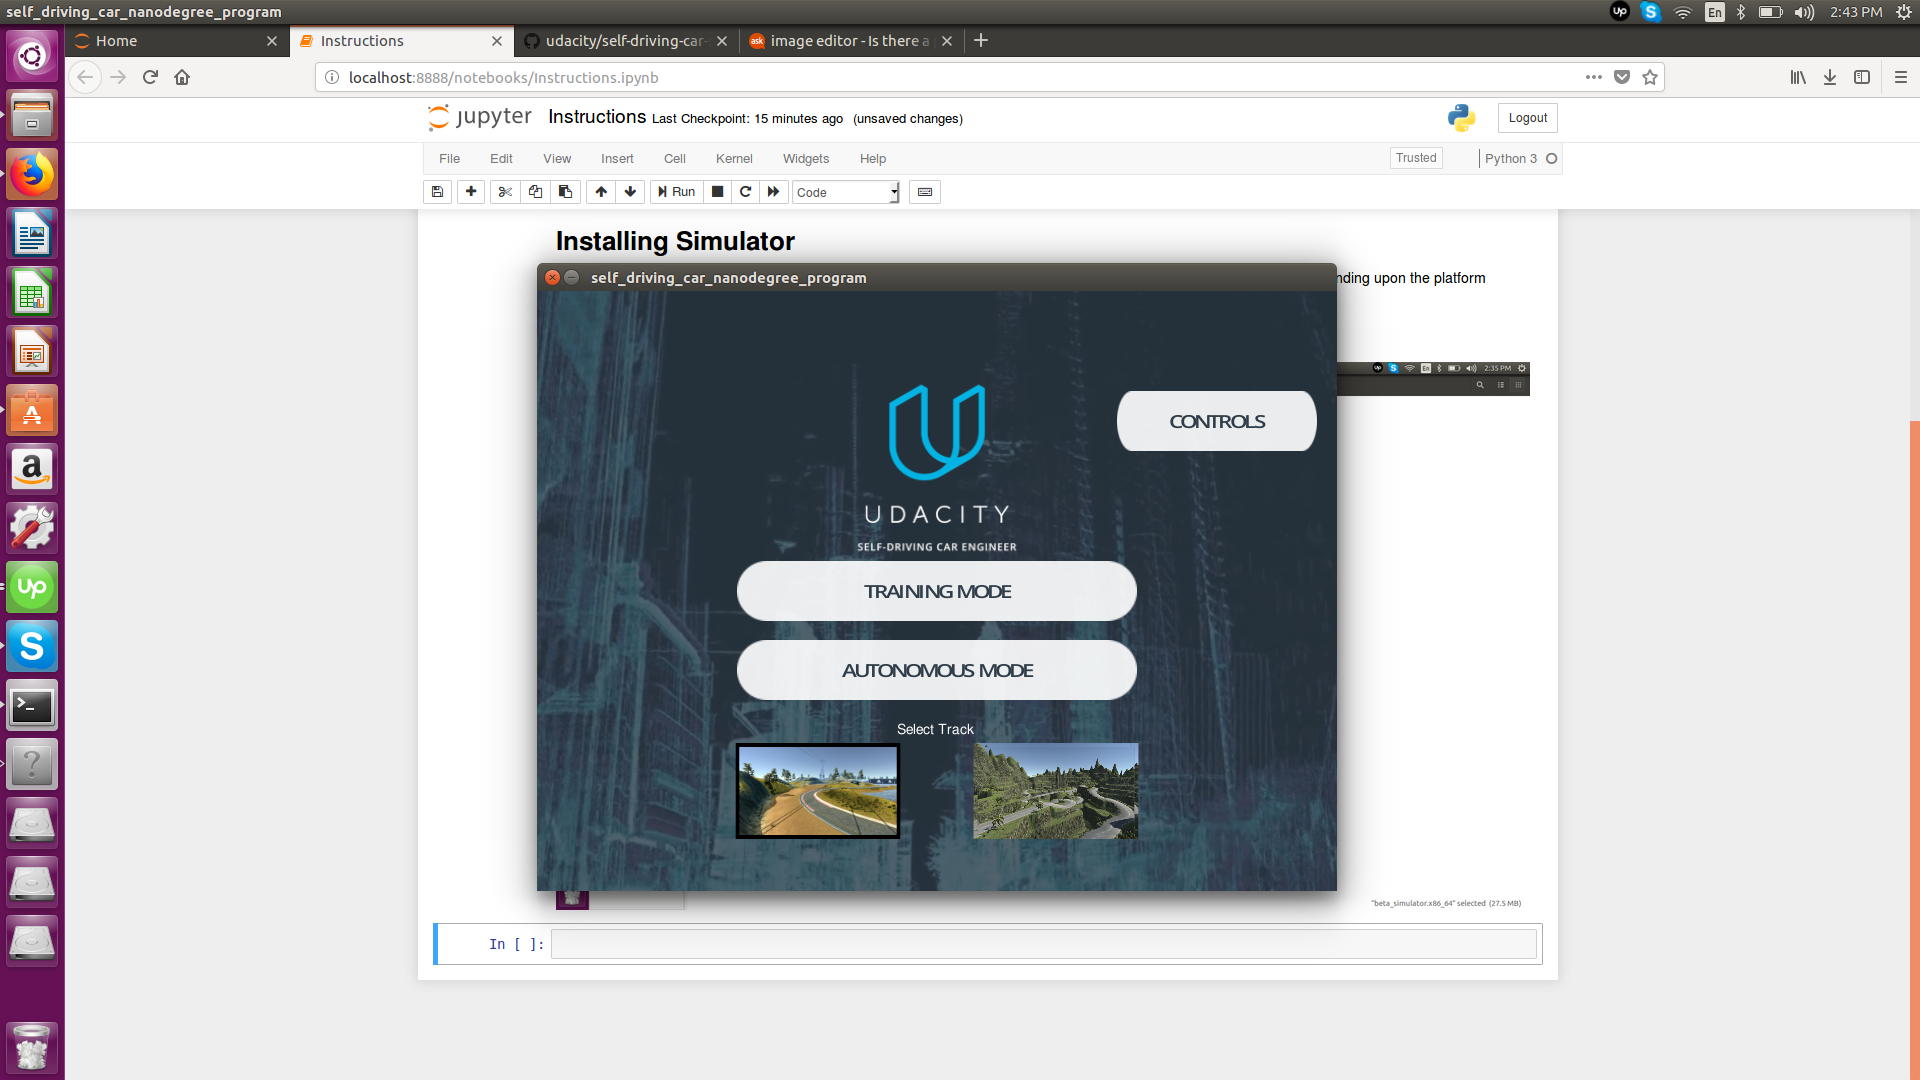 self_driving_car_nanodegree_program
En
2:43 PM
Home
Instructions
udacity/self-driving-car-
image editor - Is there a
localhost:8888/notebooks/Instructions.ipynb
jupyter Instructions Last Checkpoint: 15 minutes ago (unsaved changes)
Logout
File Edit View Insert Cell Kernel Widgets Help
Trusted
Python 3
Run
Code
Installing Simulator
nding upon the platform
self_driving_car_nanodegree_program
2:35 PM
CONTROLS
UDACITY
SELF-DRIVING CAR ENGINEER
TRAINING MODE
AUTONOMOUS MODE
Select Track
"beta_simulator.x86_64" selected (27.5 MB)
In [ ]: